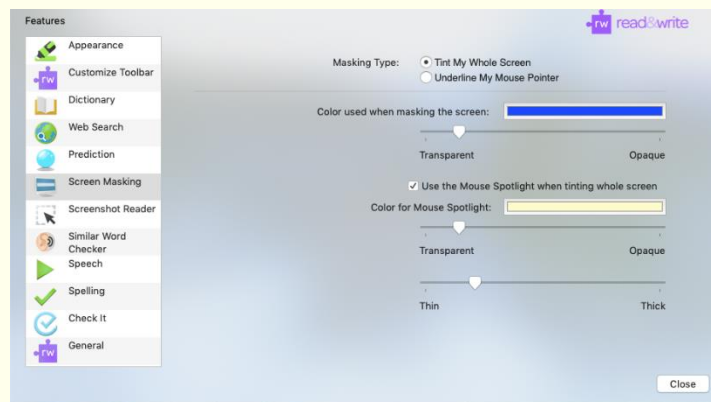 Features
rw read&write
Appearance
rw Customize Toolbar
Dictionary
Web Search
Prediction
Screen Masking
Screenshot Reader
Similar Word
Checker
Speech
Spelling
Check It
rw General
Masking Type: Tint My Whole Screen
Underline My Mouse Pointer
Color used when masking the screen:
Transparent Opaque
Use the Mouse Spotlight when tinting whole screen
Color for Mouse Spotlight:
Transparent Opaque
Thin Thick
Close